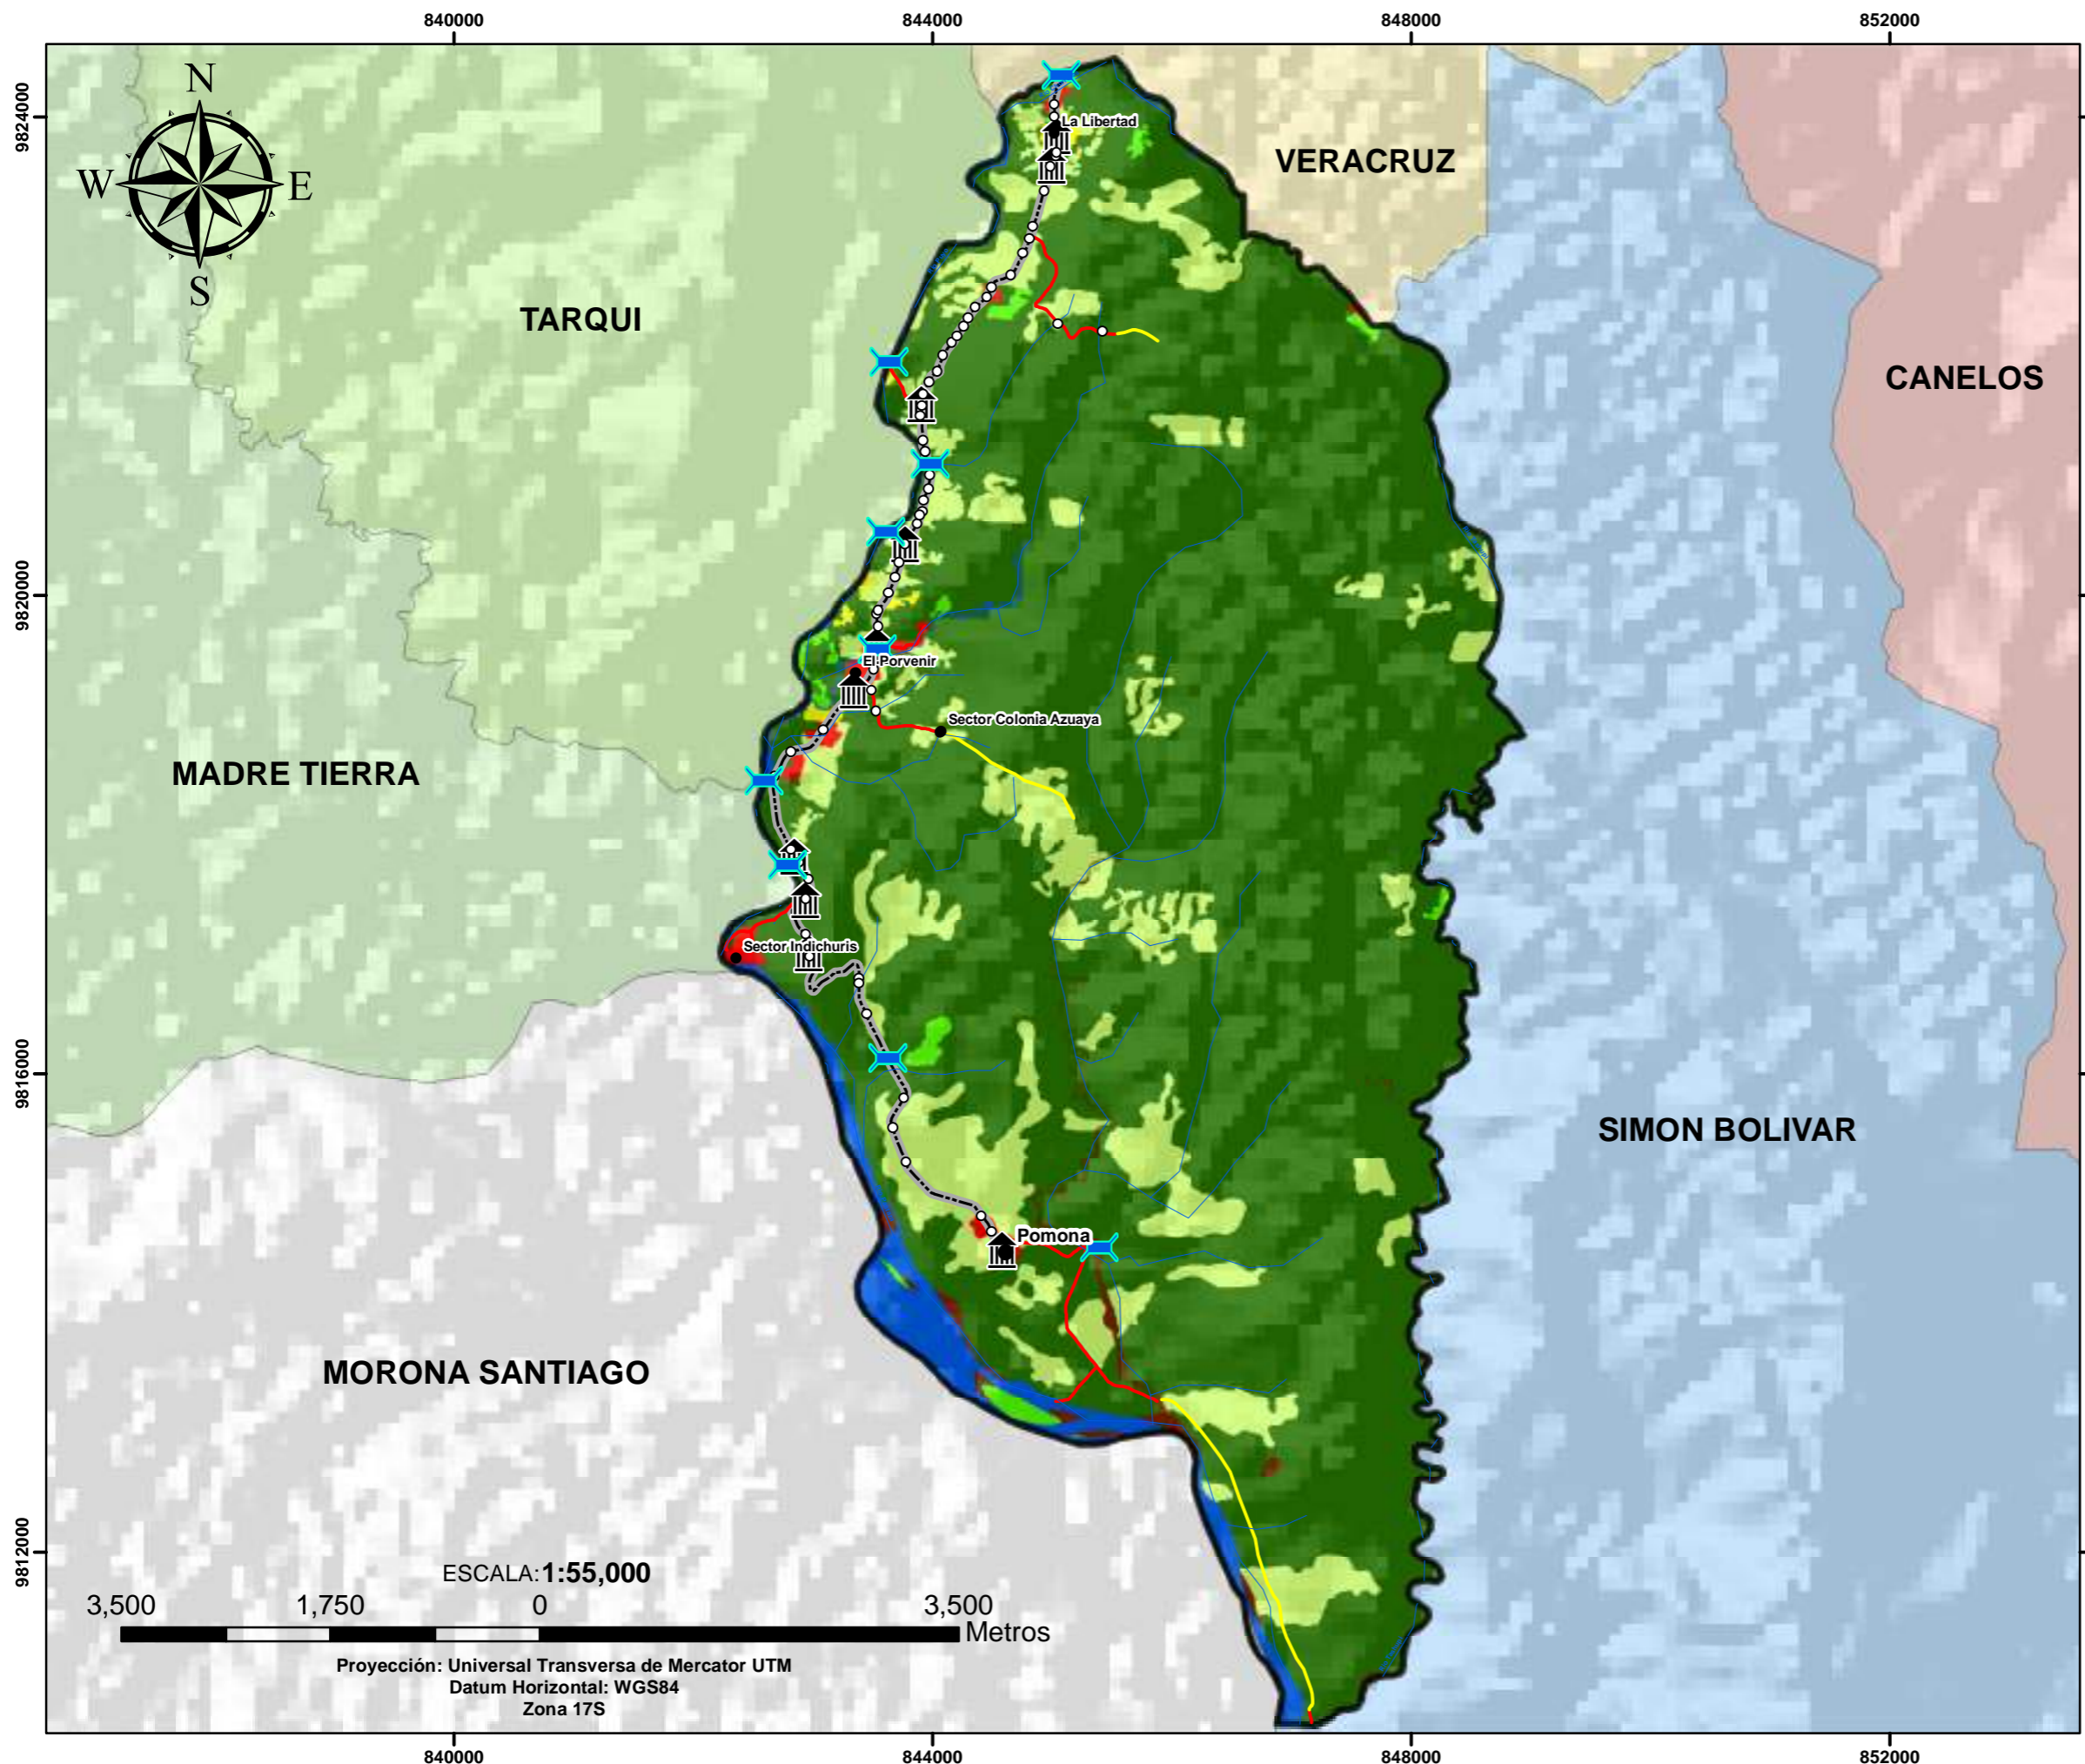 840000
844000
848000
852000
N
W
E
S
9824000
La Libertad
VERACRUZ
TARQUI
CANELOS
9820000
El Porvenir
Sector Colonia Azuaya
MADRE TIERRA
Sector Indichuris
9816000
SIMON BOLIVAR
Pomona
MORONA SANTIAGO
9812000
ESCALA:1:55,000
3,500 1,750 0 3,500
Metros
Proyección: Universal Transversa de Mercator UTM
Datum Horizontal: WGS84
Zona 17S
840000
844000
848000
852000